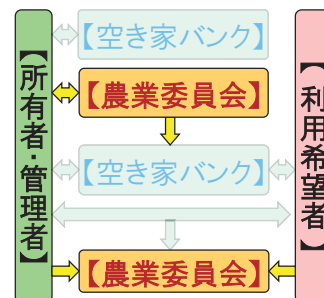 【所有者・管理者】
【空き家バンク】
【農業委員会】
【空き家バンク】
【農業委員会】
【利用希望者】